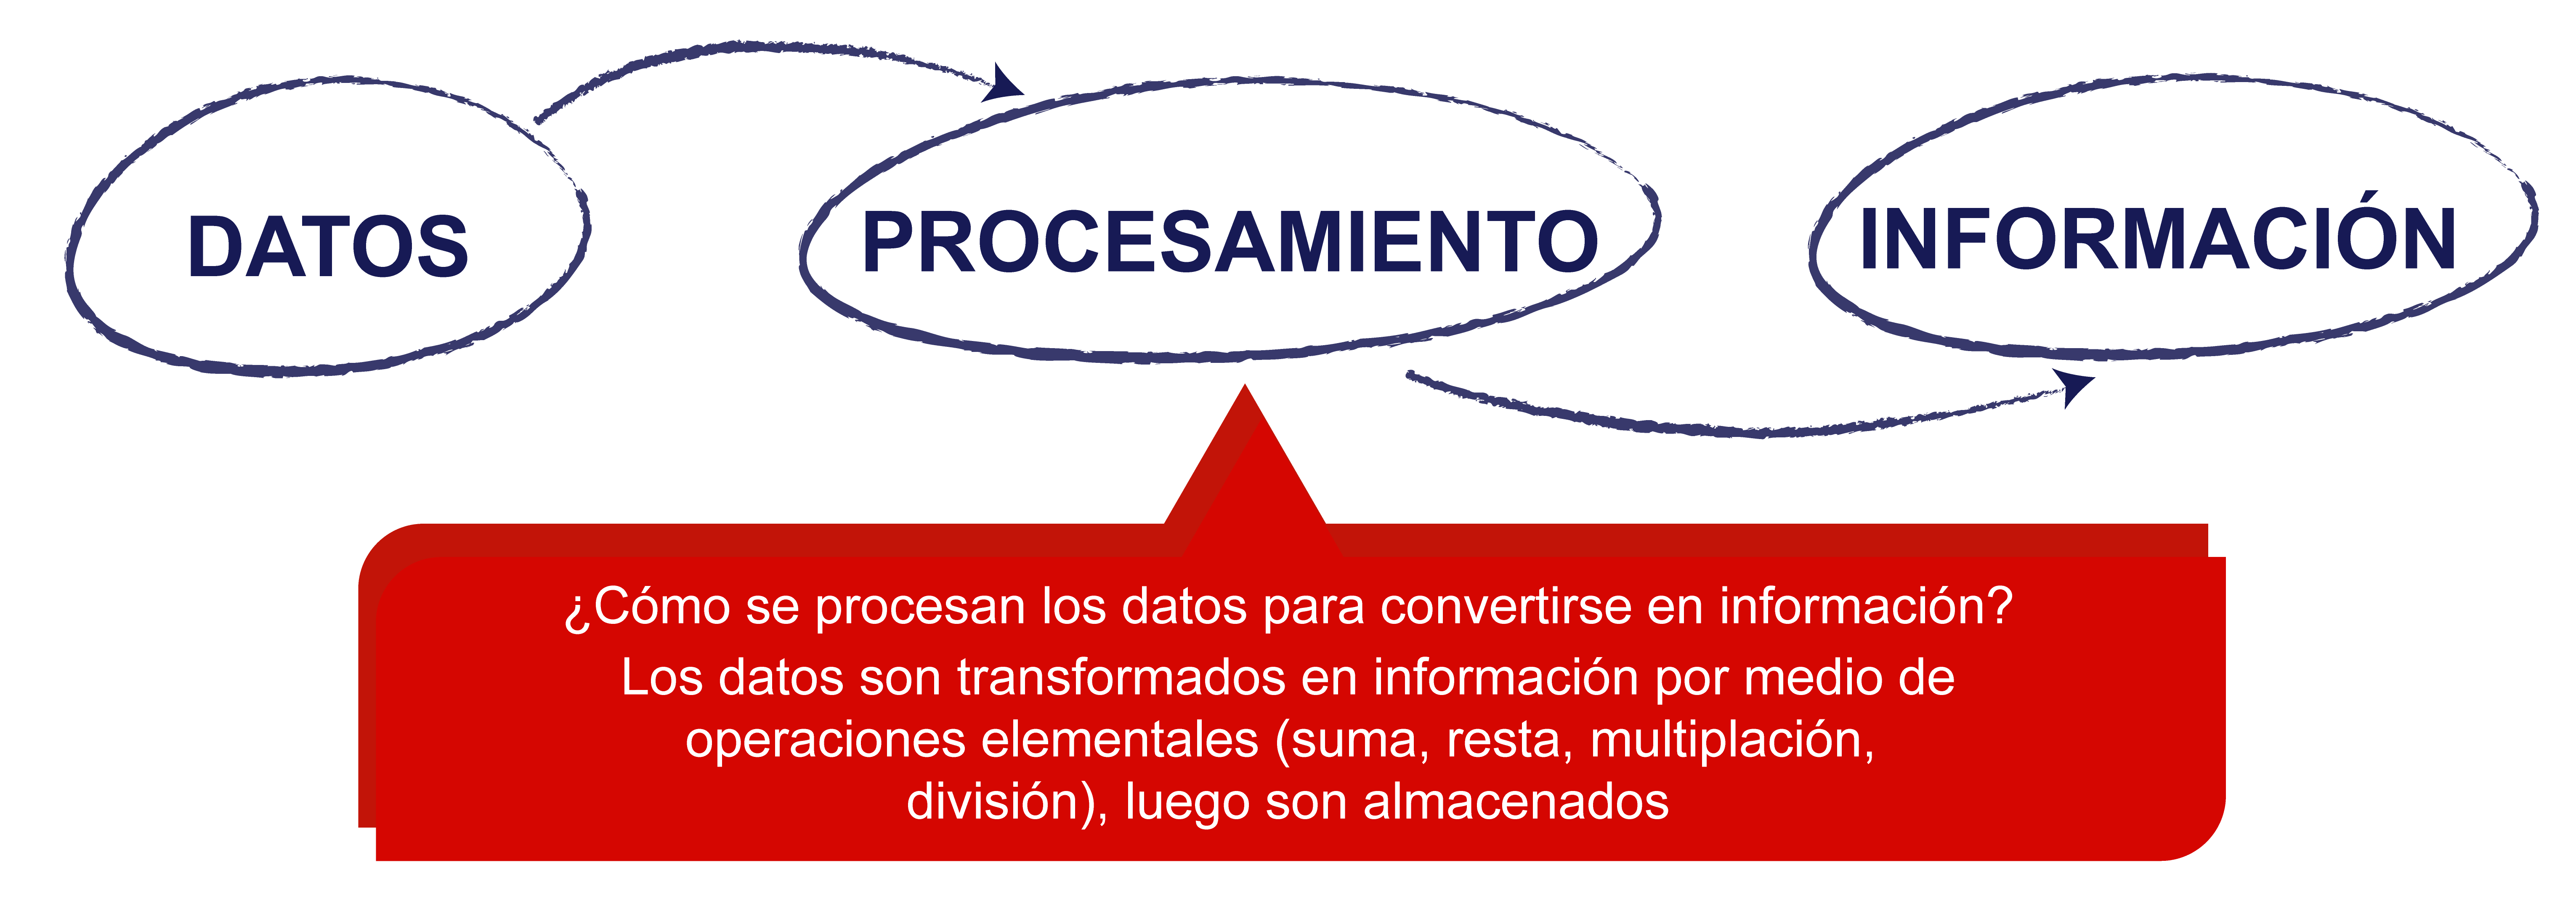 DATOS
PROCESAMIENTO
INFORMACIÓN
¿Cómo se procesan los datos para convertirse en información?
Los datos son transformados en información por medio de
operaciones elementales (suma, resta, multiplación,
división), luego son almacenados